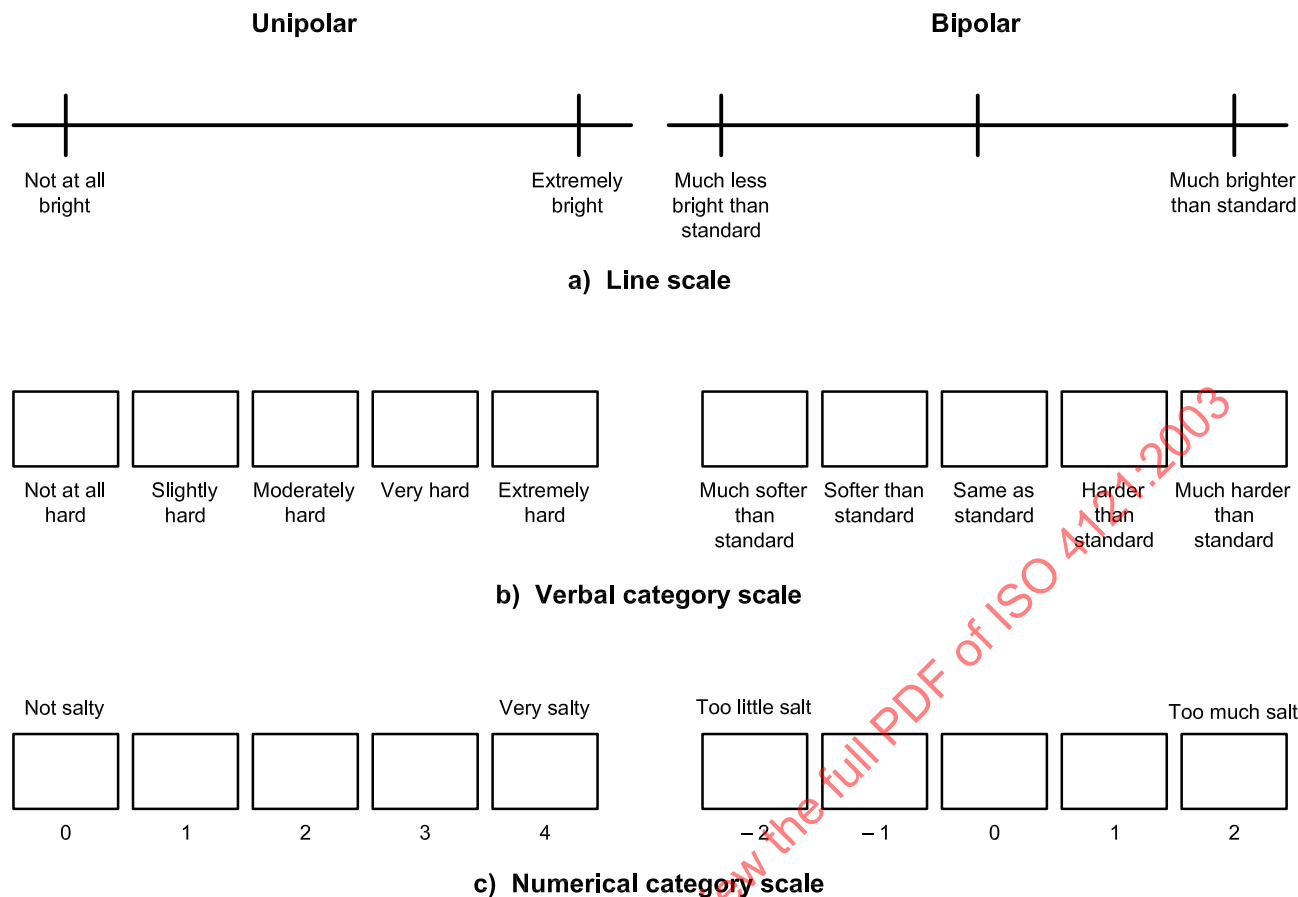 Unipolar
Bipolar
Not at all
bright
Extremely
bright
Much less
bright than
standard
Much brighter
than standard
a) Line scale
Not at all
hard
Slightly
hard
Moderately
hard
Very hard
Extremely
hard
Much softer
than
standard
Softer than
standard
Same as
standard
Harder
than
standard
Much harder
than
standard
b) Verbal category scale
Not salty
Very salty
Too little salt
Too much salt
0 1 2 3 4
– 2 – 1 0 1 2
c) Numerical category scale
the full PDF of ISO 4121:2003